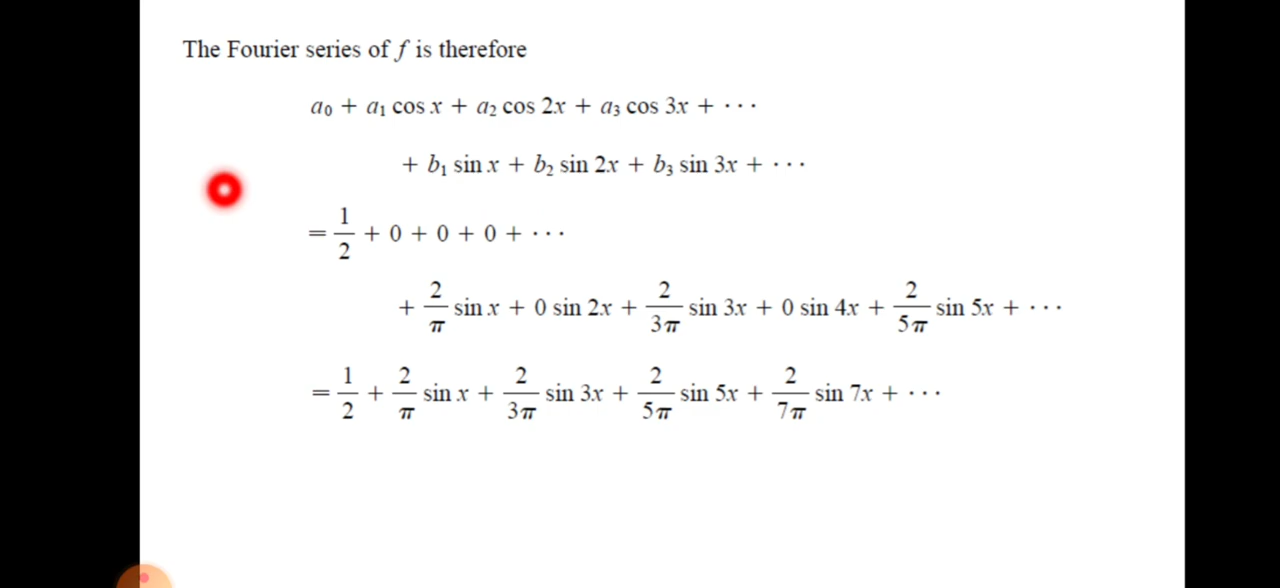 The Fourier series of f is therefore
a₀ + a₁ cos x + a₂ cos 2x + a₃ cos 3x + ···
+ b₁ sin x + b₂ sin 2x + b₃ sin 3x + ···
= 1/2 + 0 + 0 + 0 + ···
+ 2/π sin x + 0 sin 2x + 2/3π sin 3x + 0 sin 4x + 2/5π sin 5x + ···
= 1/2 + 2/π sin x + 2/3π sin 3x + 2/5π sin 5x + 2/7π sin 7x + ···